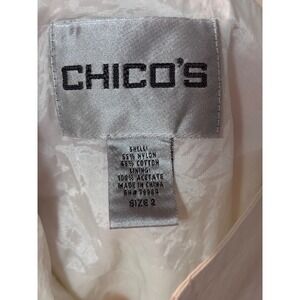 CHICO'S
SHELL:
55% NYLON
45% COTTON
LINING:
100% ACETATE
MADE IN CHINA
SIZE 2